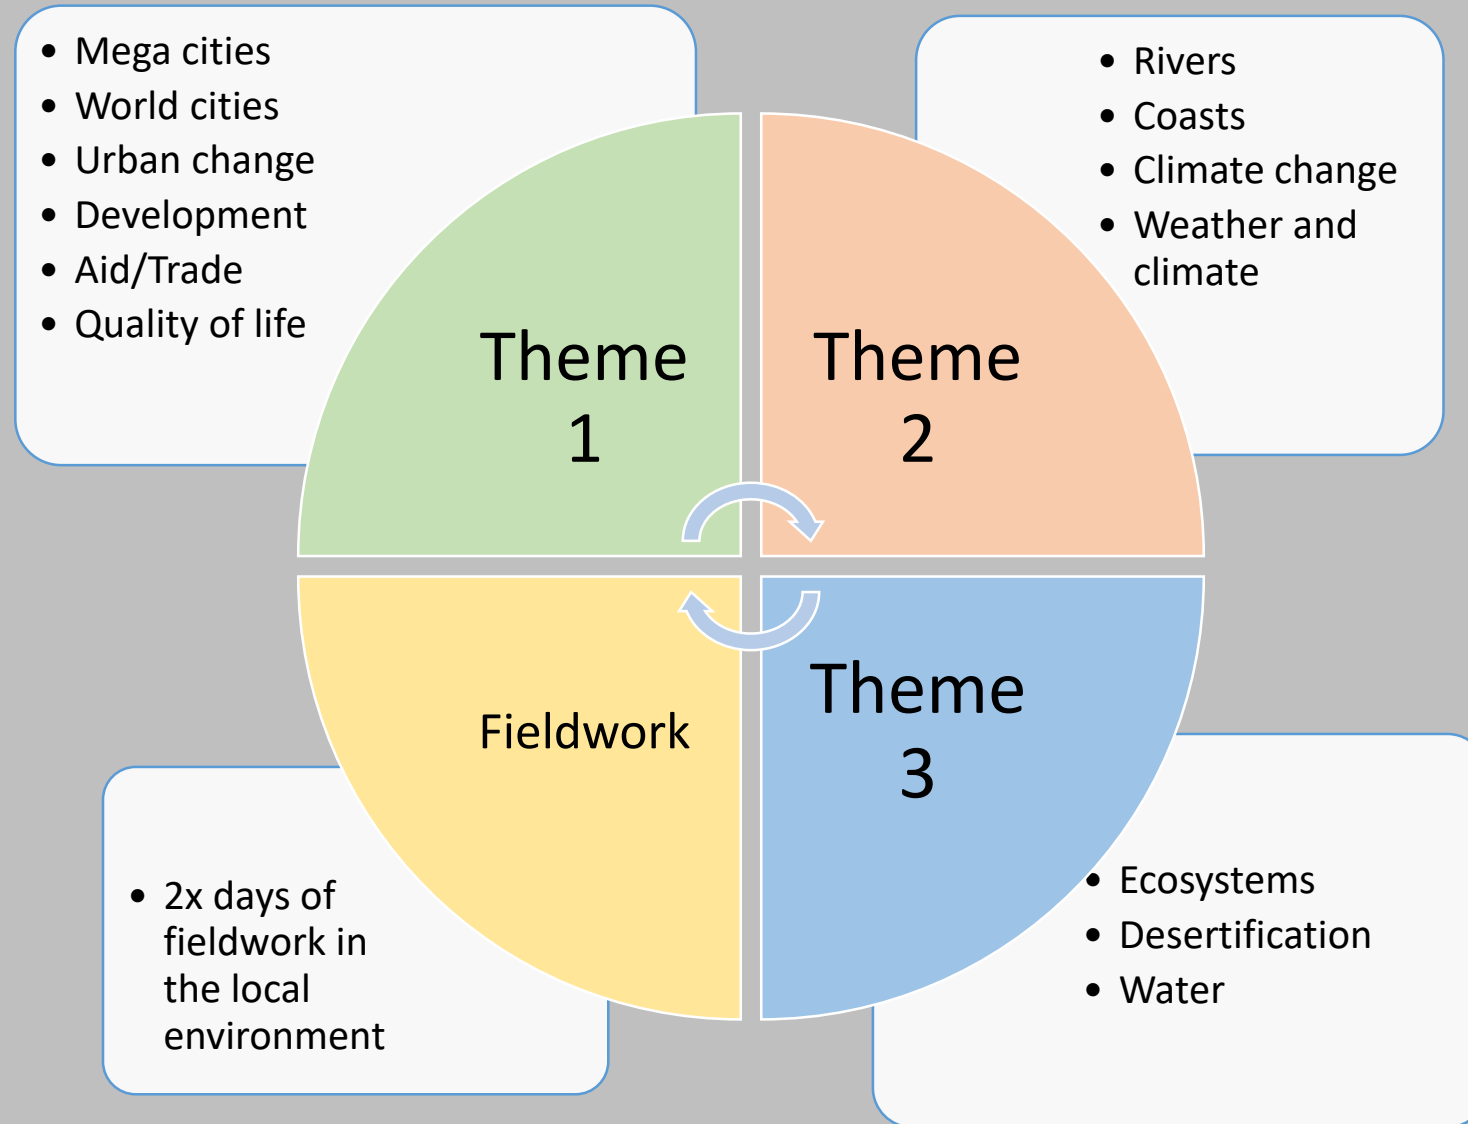 • Mega cities
• World cities
• Urban change
• Development
• Aid/Trade
• Quality of life
Theme
1
• Rivers
• Coasts
• Climate change
• Weather and
climate
Theme
2
Fieldwork
• 2x days of
fieldwork in
the local
environment
Theme
3
• Ecosystems
• Desertification
• Water